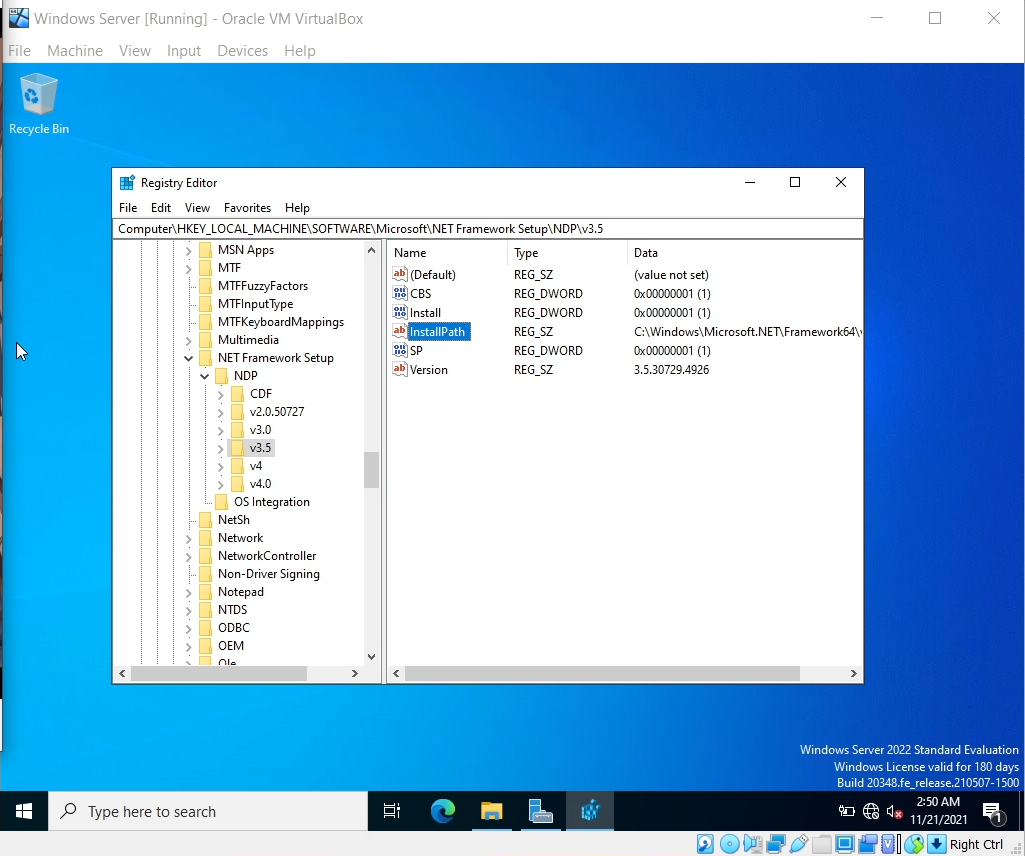 Windows Server [Running] - Oracle VM VirtualBox
File Machine View Input Devices Help
Recycle Bin
Registry Editor
File Edit View Favorites Help
Computer\HKEY_LOCAL_MACHINE\SOFTWARE\Microsoft\NET Framework Setup\NDP\v3.5
MSN Apps
MTF
MTFFuzzyFactors
MTFInputType
MTFKeyboardMappings
Multimedia
NET Framework Setup
NDP
CDF
v2.0.50727
v3.0
v3.5
v4
v4.0
OS Integration
NetSh
Network
NetworkController
Non-Driver Signing
Notepad
NTDS
ODBC
OEM
Ole
Name Type Data
(Default) REG_SZ (value not set)
CBS REG_DWORD 0x00000001 (1)
Install REG_DWORD 0x00000001 (1)
InstallPath REG_SZ C:\Windows\Microsoft.NET\Framework64\v
SP REG_DWORD 0x00000001 (1)
Version REG_SZ 3.5.30729.4926
Windows Server 2022 Standard Evaluation
Windows License valid for 180 days
Build 20348.fe_release.210507-1500
Type here to search
2:50 AM
11/21/2021
1
Right Ctrl